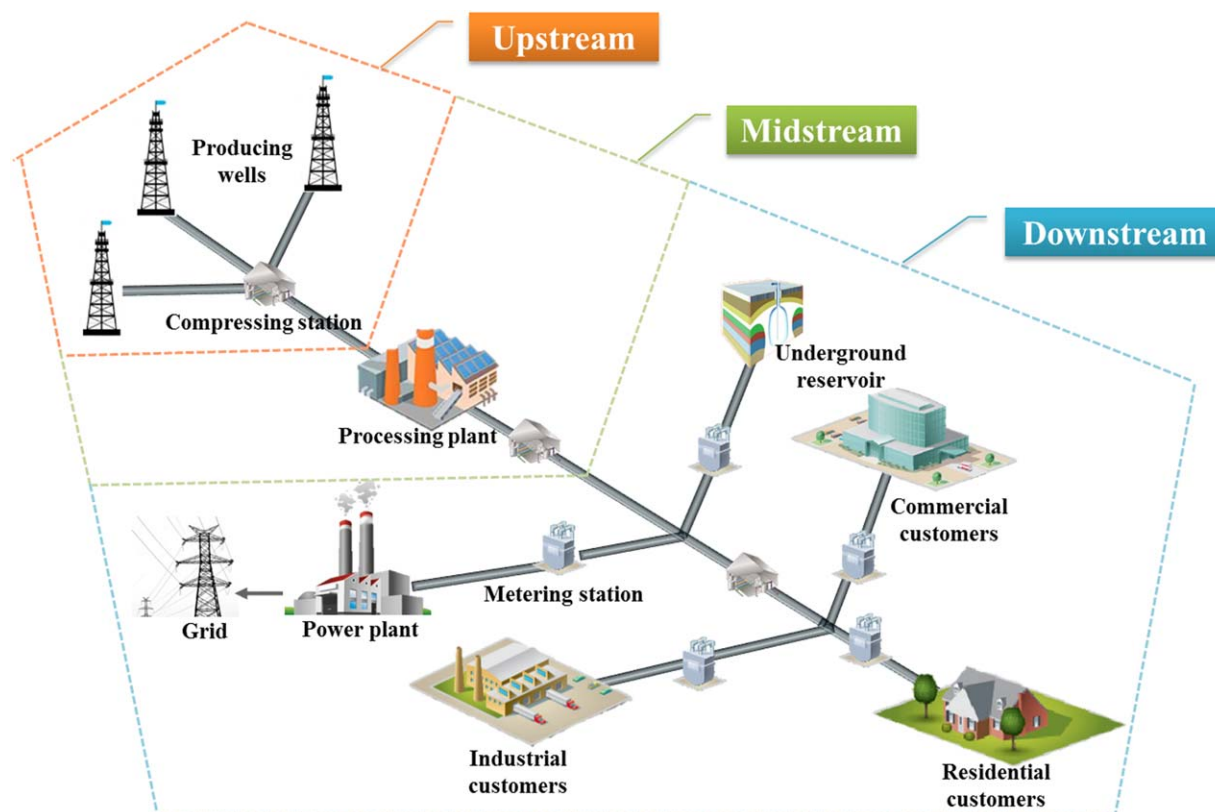 Upstream
Midstream
Downstream
Producing
wells
Compressing station
Processing plant
Underground
reservoir
Commercial
customers
Metering station
Grid
Power plant
Industrial
customers
Residential
customers